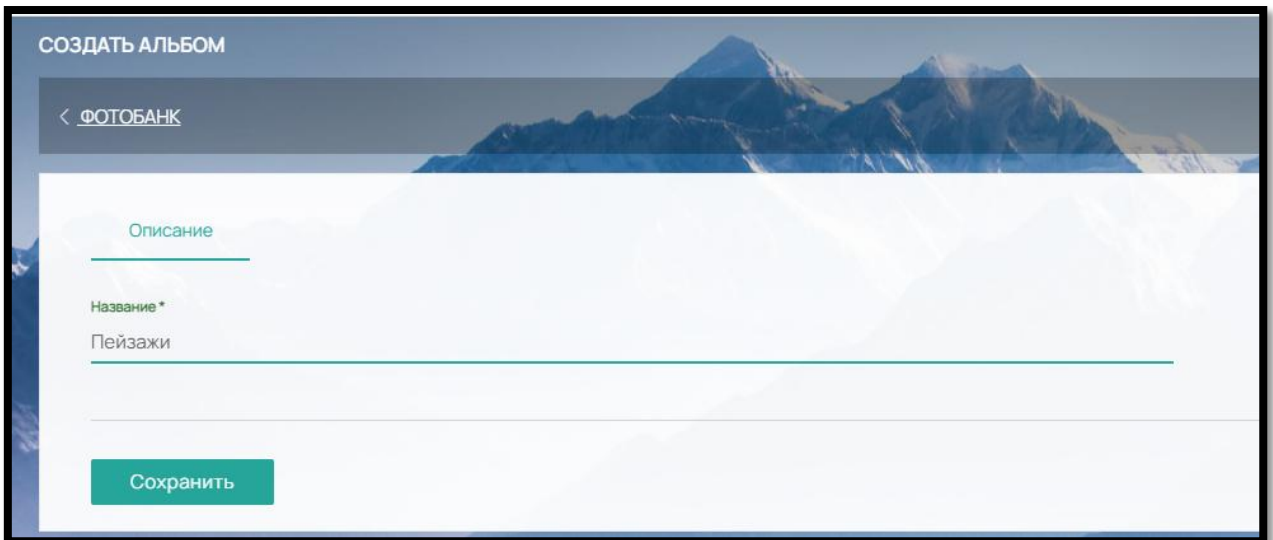 СОЗДАТЬ АЛЬБОМ
< ФОТОБАНК
Описание
Название *
Пейзажи
Сохранить